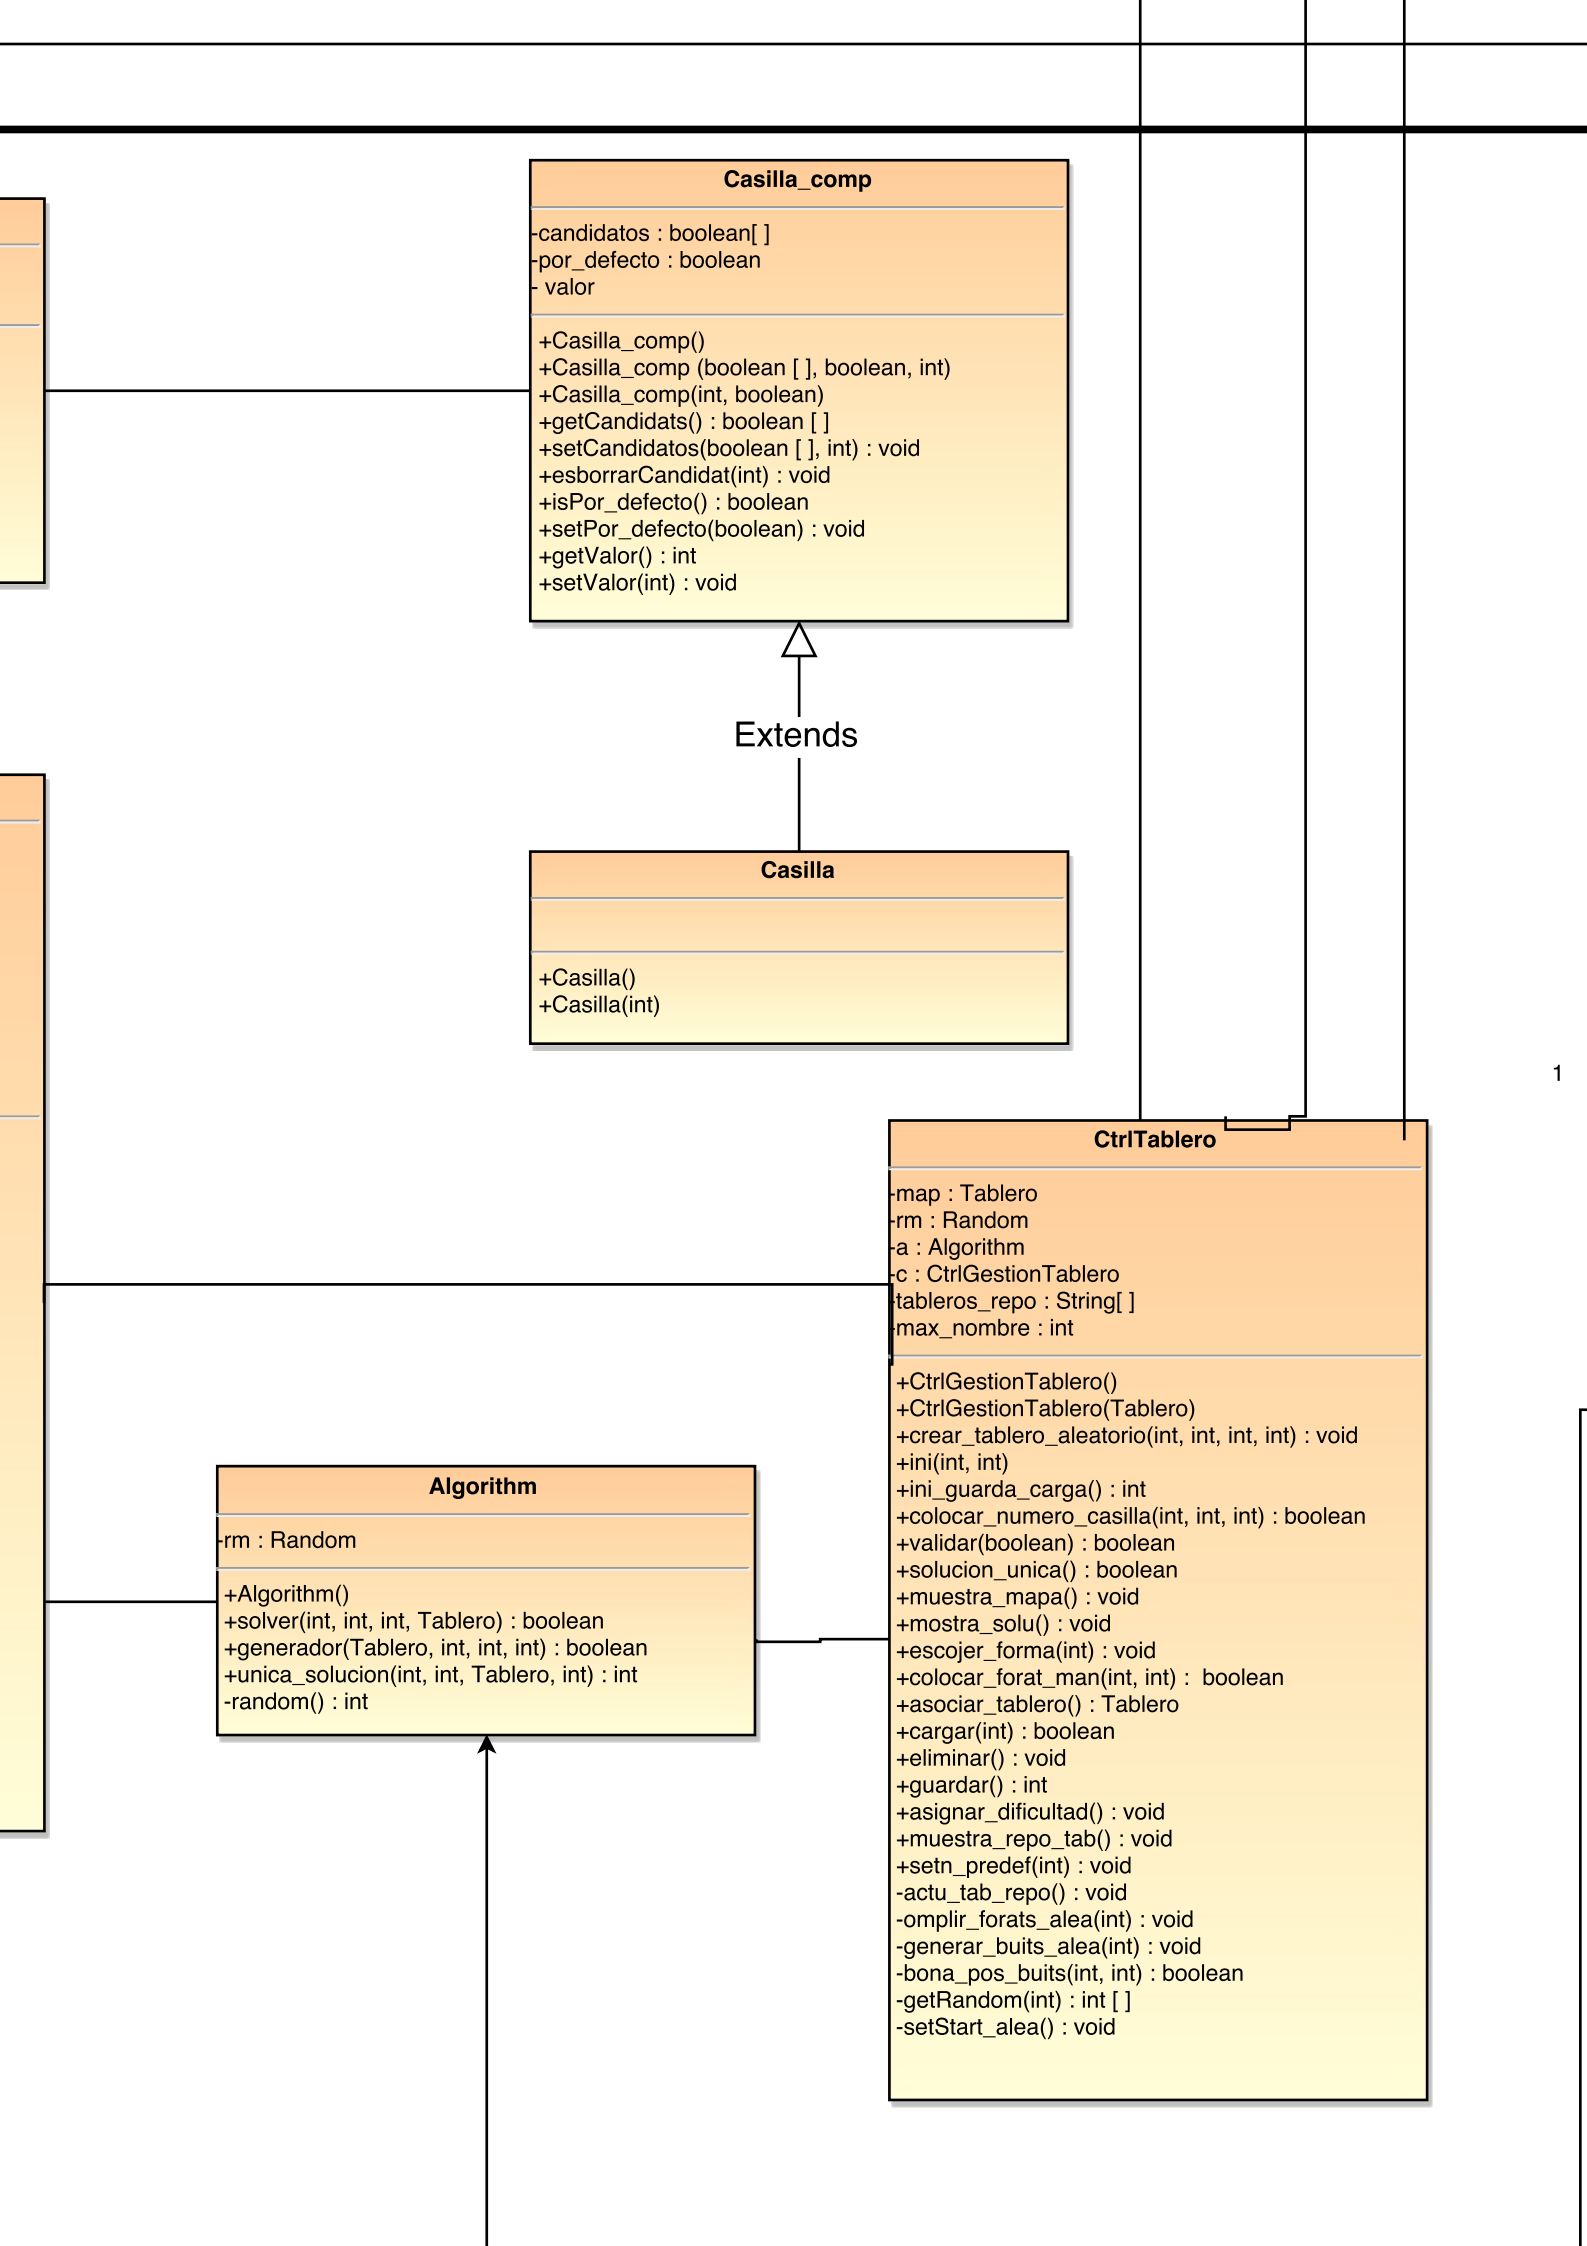 Casilla_comp
-candidatos : boolean[ ]
-por_defecto : boolean
- valor
+Casilla_comp()
+Casilla_comp (boolean [ ], boolean, int)
+Casilla_comp(int, boolean)
+getCandidats() : boolean [ ]
+setCandidatos(boolean [ ], int) : void
+esborrarCandidat(int) : void
+isPor_defecto() : boolean
+setPor_defecto(boolean) : void
+getValor() : int
+setValor(int) : void
Extends
Casilla
+Casilla()
+Casilla(int)
1
CtrlTablero
-map : Tablero
-rm : Random
-a : Algorithm
-c : CtrlGestionTablero
-tableros_repo : String[ ]
-max_nombre : int
+CtrlGestionTablero()
+CtrlGestionTablero(Tablero)
+crear_tablero_aleatorio(int, int, int, int) : void
+ini(int, int)
+ini_guarda_carga() : int
+colocar_numero_casilla(int, int, int) : boolean
+validar(boolean) : boolean
+solucion_unica() : boolean
+muestra_mapa() : void
+mostra_solu() : void
+escojer_forma(int) : void
+colocar_forat_man(int, int) :  boolean
+asociar_tablero() : Tablero
+cargar(int) : boolean
+eliminar() : void
+guardar() : int
+asignar_dificultad() : void
+muestra_repo_tab() : void
+setn_predef(int) : void
-actu_tab_repo() : void
-omplir_forats_alea(int) : void
-generar_buits_alea(int) : void
-bona_pos_buits(int, int) : boolean
-getRandom(int) : int [ ]
-setStart_alea() : void
Algorithm
-rm : Random
+Algorithm()
+solver(int, int, int, Tablero) : boolean
+generador(Tablero, int, int, int) : boolean
+unica_solucion(int, int, Tablero, int) : int
-random() : int